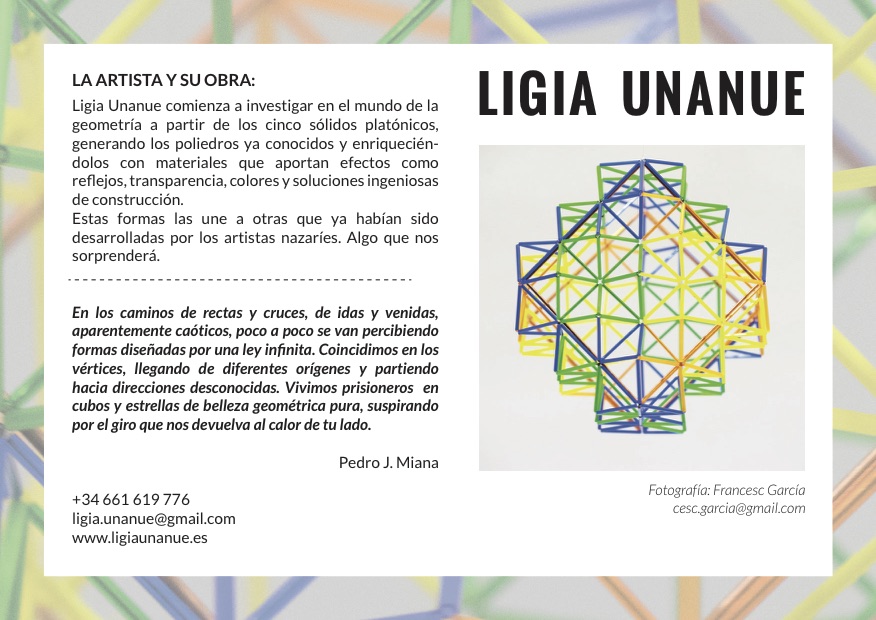 LA ARTISTA Y SU OBRA:
Ligia Unanue comienza a investigar en el mundo de la
geometría a partir de los cinco sólidos platónicos,
generando los poliedros ya conocidos y enriquecién-
dolos con materiales que aportan efectos como
reflejos, transparencia, colores y soluciones ingeniosas
de construcción.
Estas formas las une a otras que ya habían sido
desarrolladas por los artistas nazaríes. Algo que nos
sorprenderá.
En los caminos de rectas y cruces, de idas y venidas,
aparentemente caóticos, poco a poco se van percibiendo
formas diseñadas por una ley infinita. Coincidimos en los
vértices, llegando de diferentes orígenes y partiendo
hacia direcciones desconocidas. Vivimos prisioneros en
cubos y estrellas de belleza geométrica pura, suspirando
por el giro que nos devuelva al calor de tu lado.
Pedro J. Miana
+34 661 619 776
ligia.unanue@gmail.com
www.ligiaunanue.es
LIGIA UNANUE
Fotografía: Francesc García
cesc.garcia@gmail.com